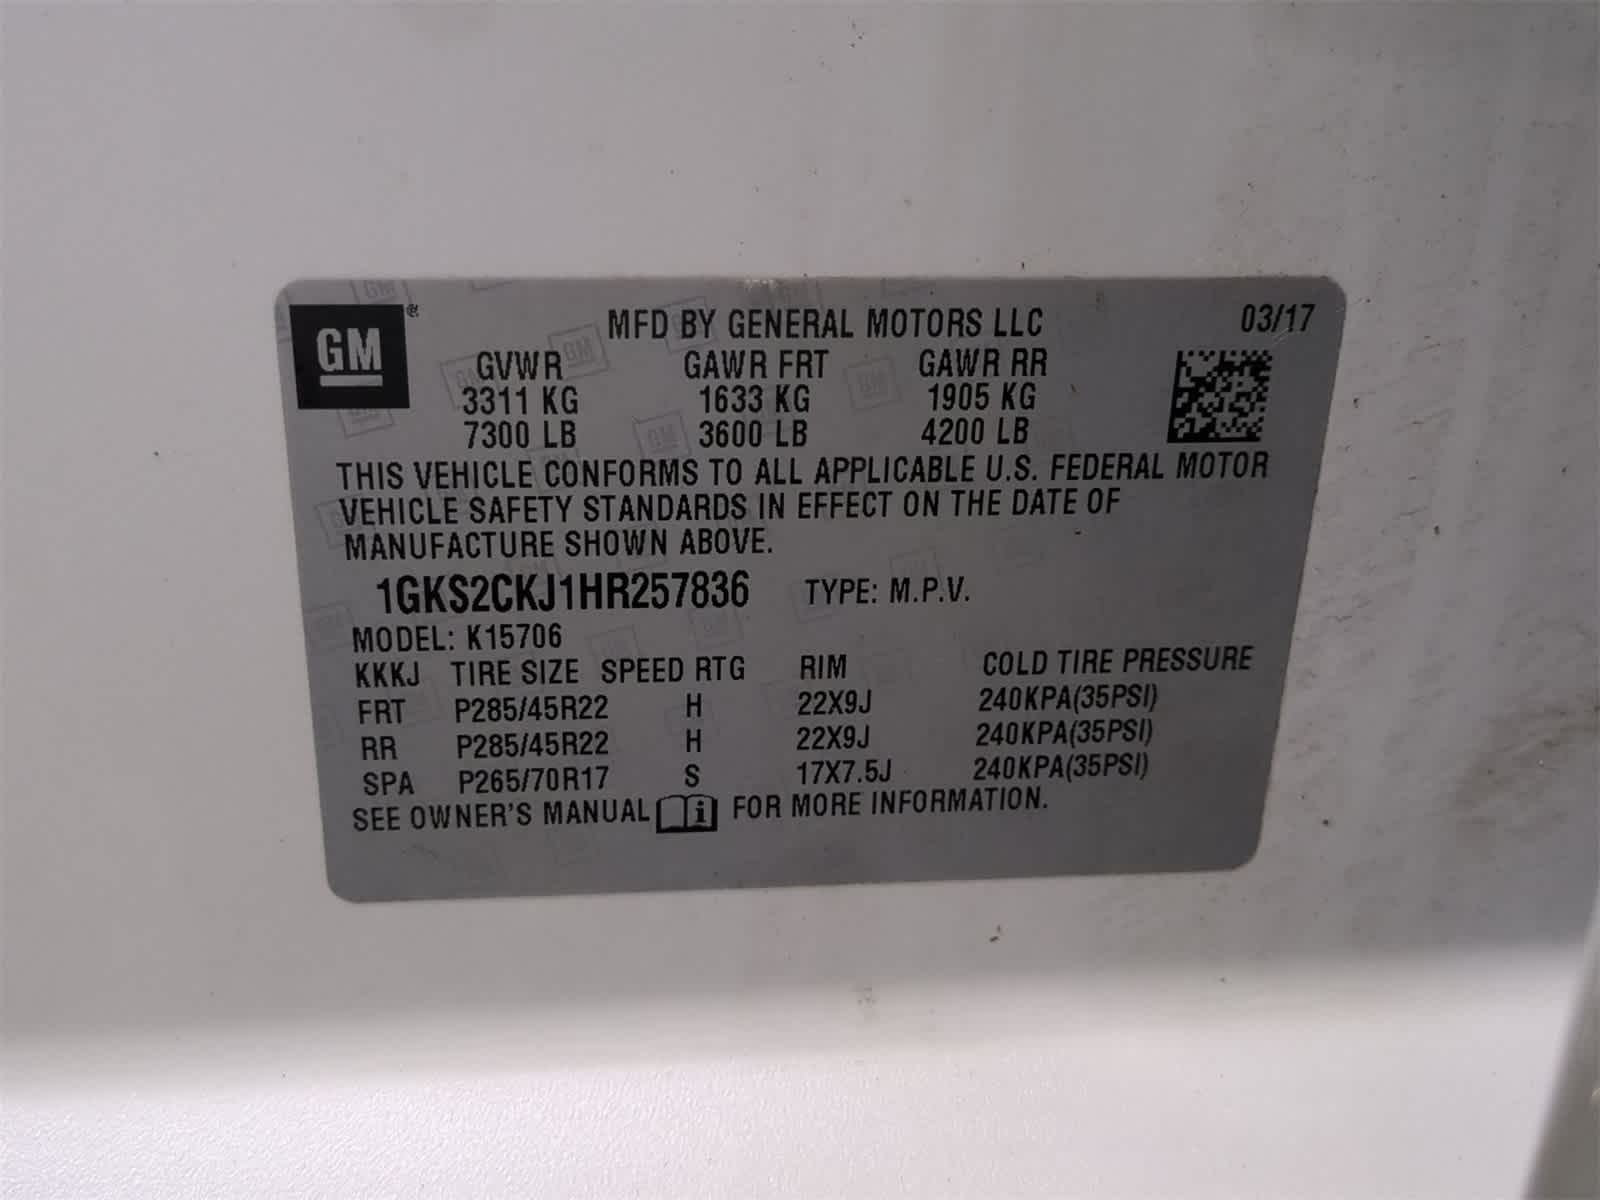 GM®
MFD BY GENERAL MOTORS LLC 03/17
GVWR GAWR FRT GAWR RR
3311 KG 1633 KG 1905 KG
7300 LB 3600 LB 4200 LB
THIS VEHICLE CONFORMS TO ALL APPLICABLE U.S. FEDERAL MOTOR
VEHICLE SAFETY STANDARDS IN EFFECT ON THE DATE OF
MANUFACTURE SHOWN ABOVE.
1GKS2CKJ1HR257836 TYPE: M.P.V.
MODEL: K15706
KKKJ TIRE SIZE SPEED RTG RIM COLD TIRE PRESSURE
FRT P285/45R22 H 22X9J 240KPA(35PSI)
RR P285/45R22 H 22X9J 240KPA(35PSI)
SPA P265/70R17 S 17X7.5J 240KPA(35PSI)
SEE OWNER'S MANUAL i FOR MORE INFORMATION.